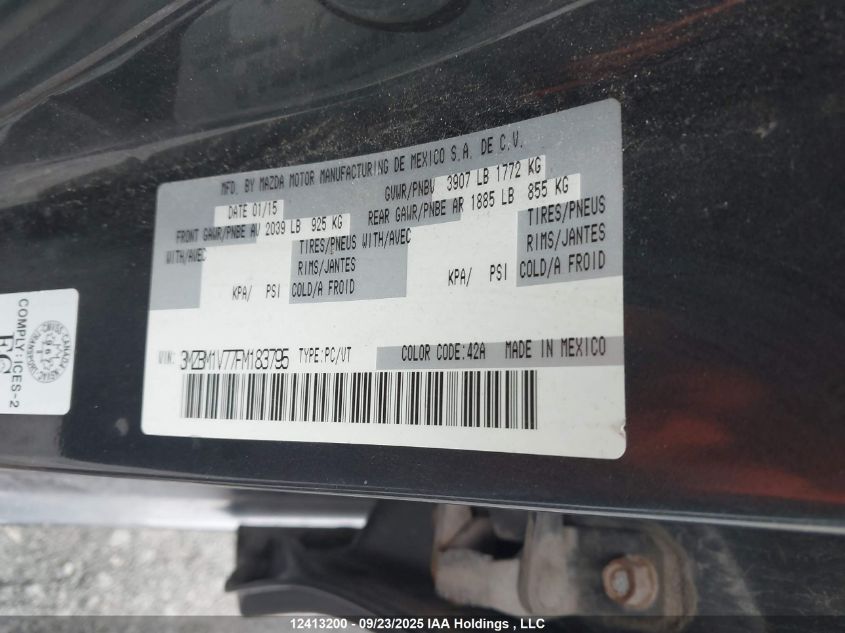 MFD. BY MAZDA MOTOR MANUFACTURING DE MEXICO S.A. DE C.V.
DATE 01/15 GVWR/PNBV 3907 LB 1772 KG
FRONT GAWR/PNBE AV 2039 LB 925 KG REAR GAWR/PNBE AR 1885 LB 855 KG
WITH/AVEC TIRES/PNEUS WITH/AVEC TIRES/PNEUS
RIMS/JANTES RIMS/JANTES
KPA/ PSI COLD/A FROID KPA/ PSI COLD/A FROID
VIN: 3MZBM1V77FM183795 TYPE:PC/VT COLOR CODE:42A MADE IN MEXICO
COMPLY:ICES-2
12413200 - 09/23/2025 IAA Holdings , LLC